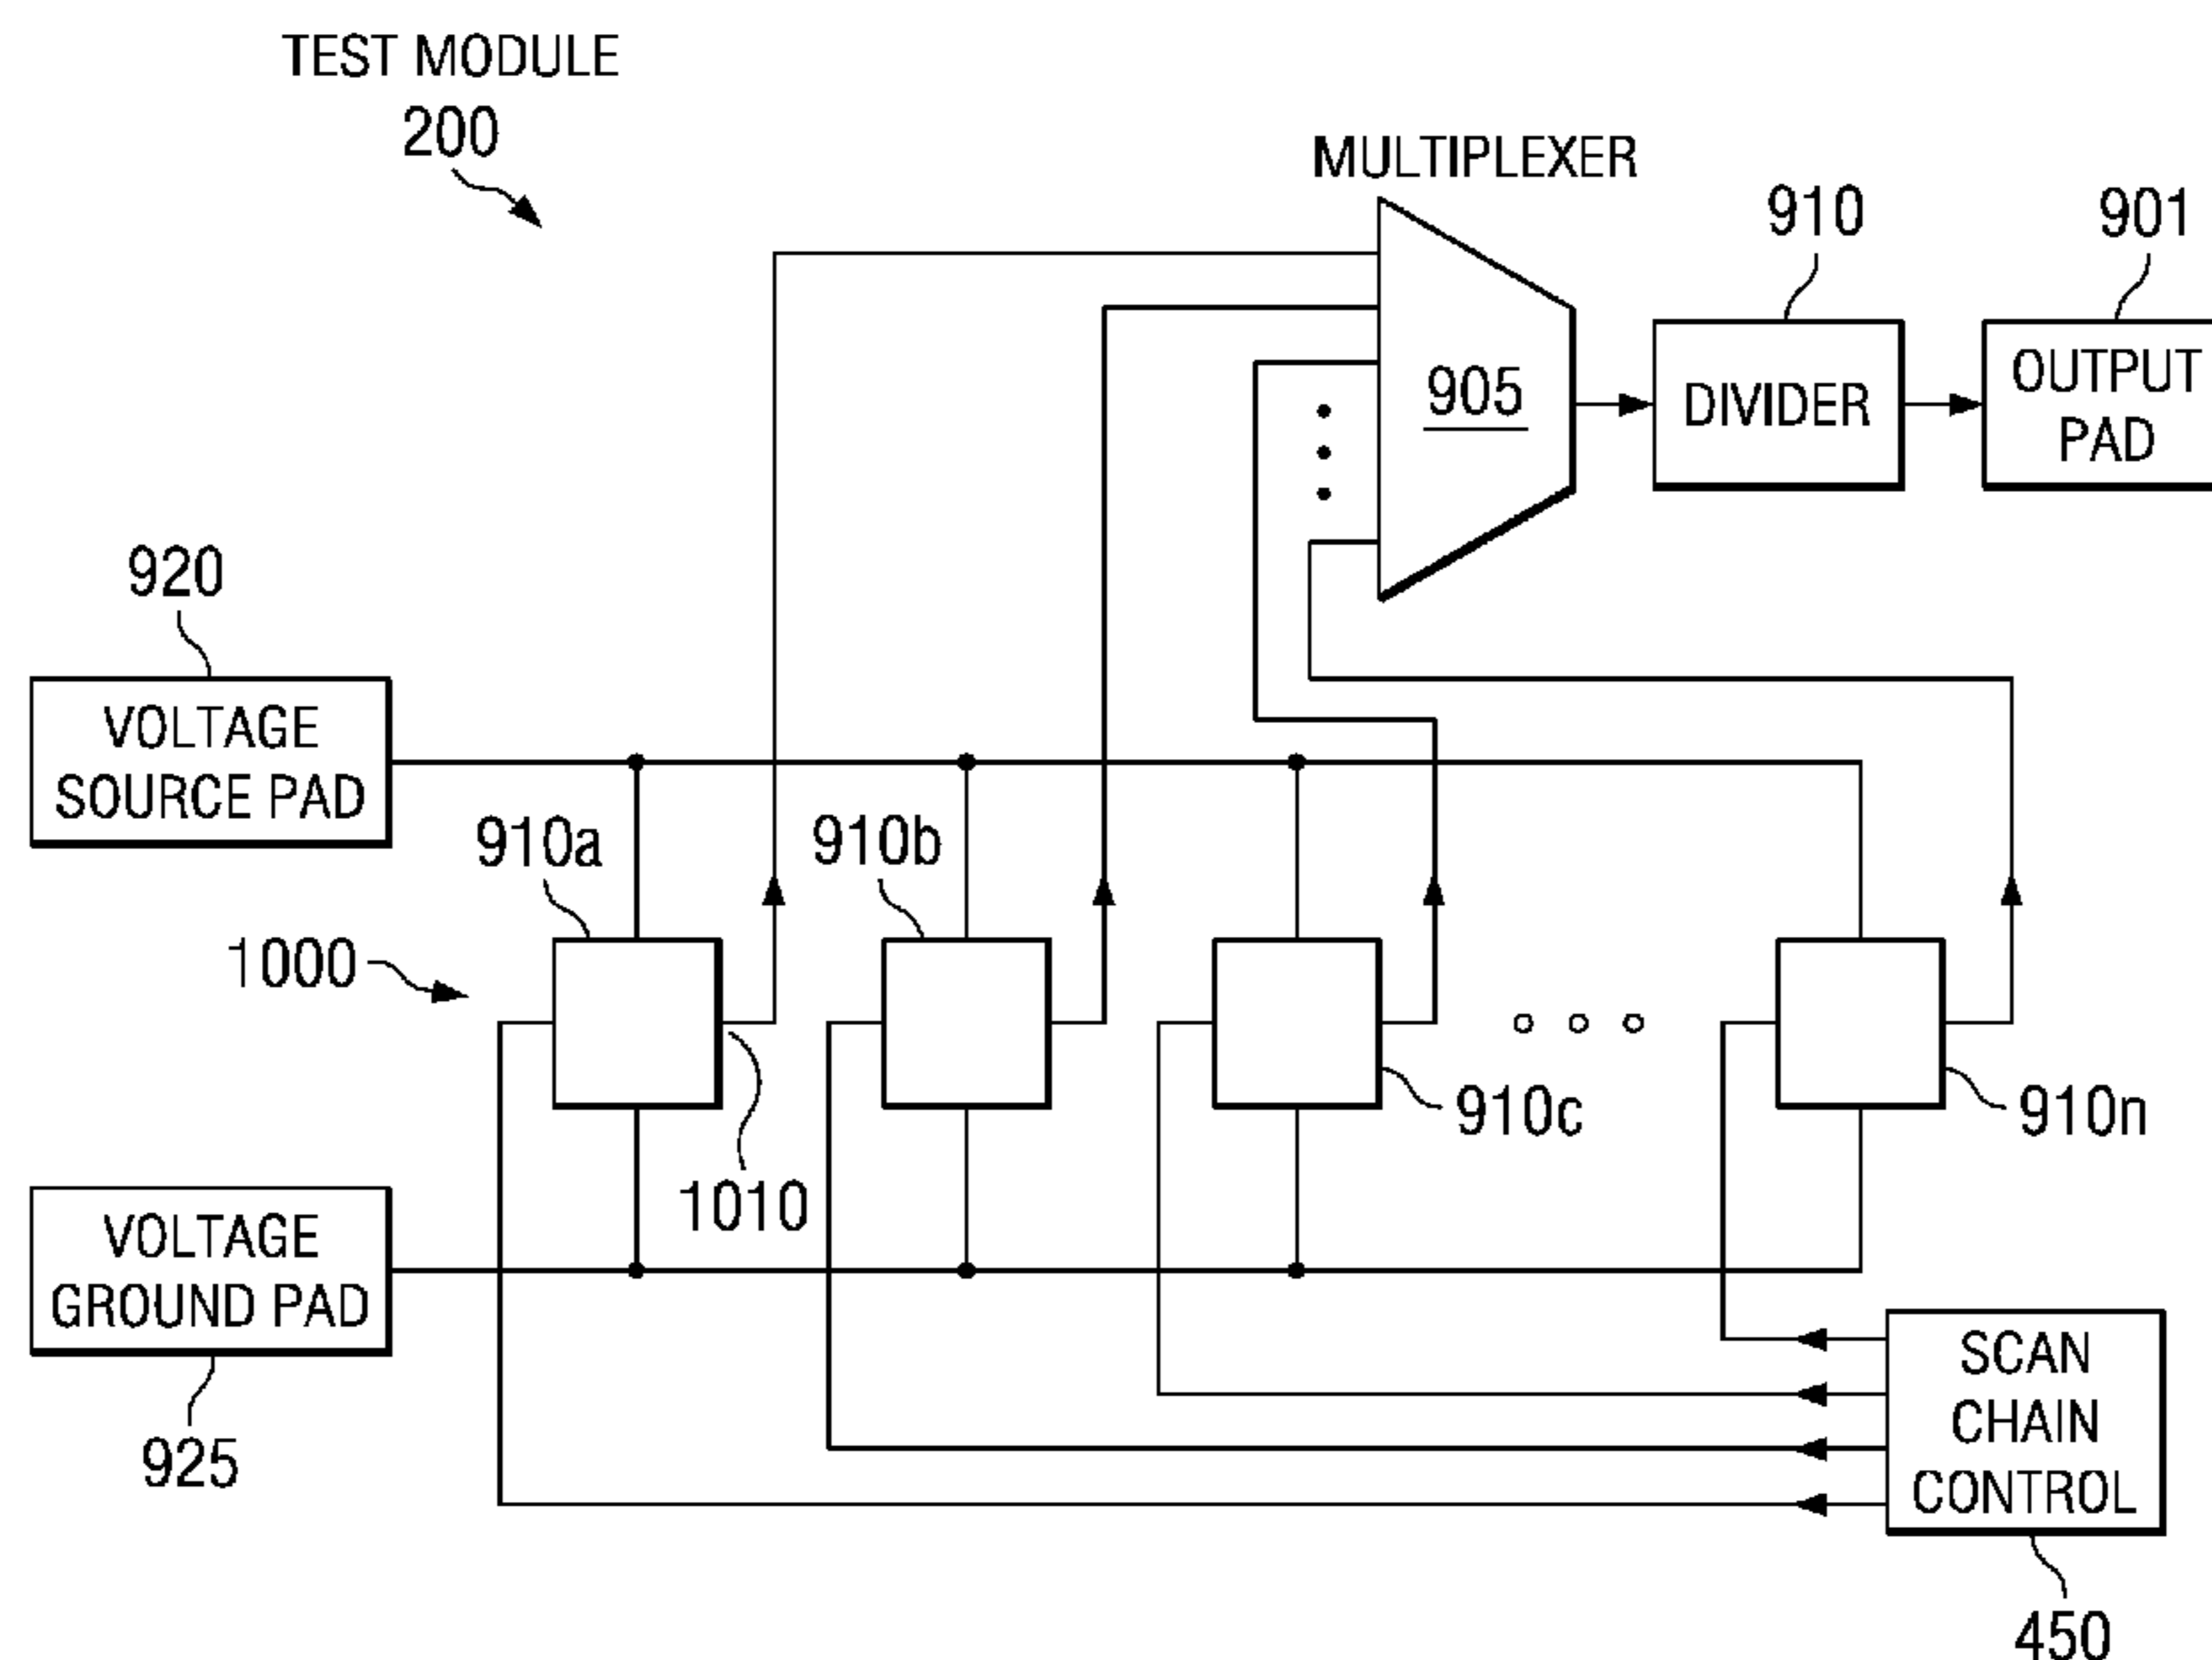 TEST MODULE
200
MULTIPLEXER
910
901
905
DIVIDER
OUTPUT
PAD
920
VOLTAGE
SOURCE PAD
910a
910b
1000
910c
910n
1010
VOLTAGE
GROUND PAD
925
SCAN
CHAIN
CONTROL
450